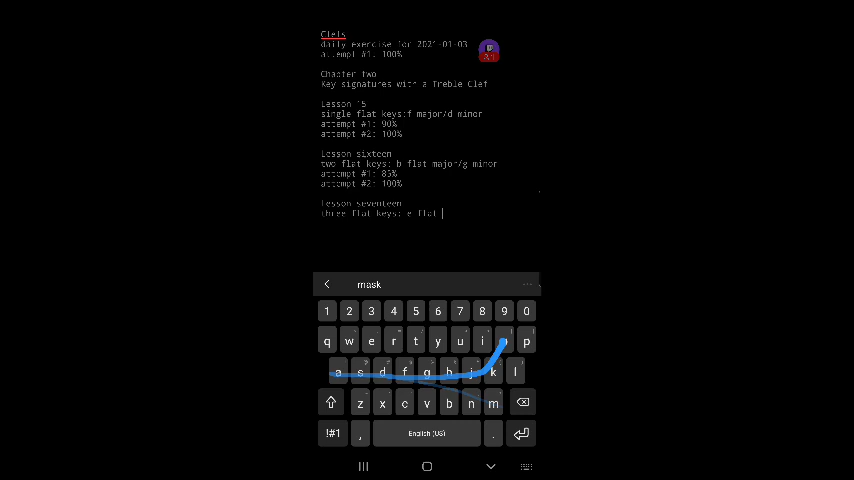 Clefs
daily exercise for 2021-01-03
attempt #1: 100%
Chapter two
Key signatures with a Treble Clef
Lesson 15
single flat keys:f major/d minor
attempt #1: 90%
attempt #2: 100%
Lesson sixteen
two flat keys: b flat major/g minor
attempt #1: 85%
attempt #2: 100%
Lesson seventeen
three flat keys: e flat
mask
1 2 3 4 5 6 7 8 9 0
q w e r t y u i o p
a s d f g h j k l
z x c v b n m
!#1 , English (US) .